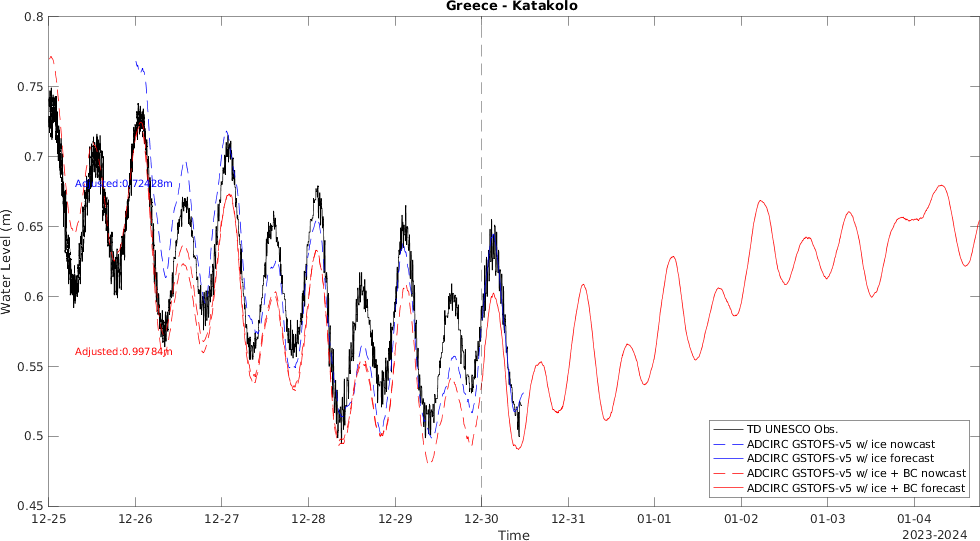 Greece - Katakolo
0.8
0.75
0.7
0.65
0.6
0.55
0.5
0.45
Water Level (m)
Adjusted:0.72428m
Adjusted:0.99784m
TD UNESCO Obs.
ADCIRC GSTOFS-v5 w/ ice nowcast
ADCIRC GSTOFS-v5 w/ ice forecast
ADCIRC GSTOFS-v5 w/ ice + BC nowcast
ADCIRC GSTOFS-v5 w/ ice + BC forecast
12-25 12-26 12-27 12-28 12-29 12-30 12-31 01-01 01-02 01-03 01-04
Time
2023-2024